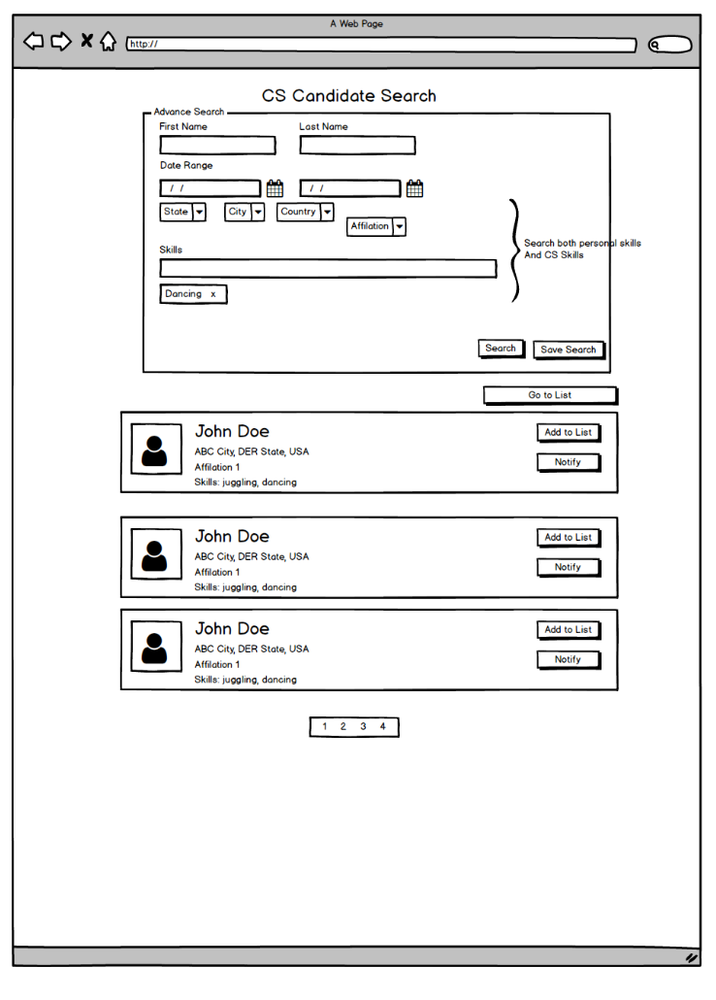 A Web Page
http://
CS Candidate Search
Advance Search
First Name
Last Name
Date Range
/ /
/ /
State
City
Country
Affilation
Search both personal skills
And CS Skills
Skills
Dancing x
Search
Save Search
Go to List
John Doe
ABC City, DER State, USA
Affilation 1
Skills: juggling, dancing
Add to List
Notify
John Doe
ABC City, DER State, USA
Affilation 1
Skills: juggling, dancing
Add to List
Notify
John Doe
ABC City, DER State, USA
Affilation 1
Skills: juggling, dancing
Add to List
Notify
1 2 3 4